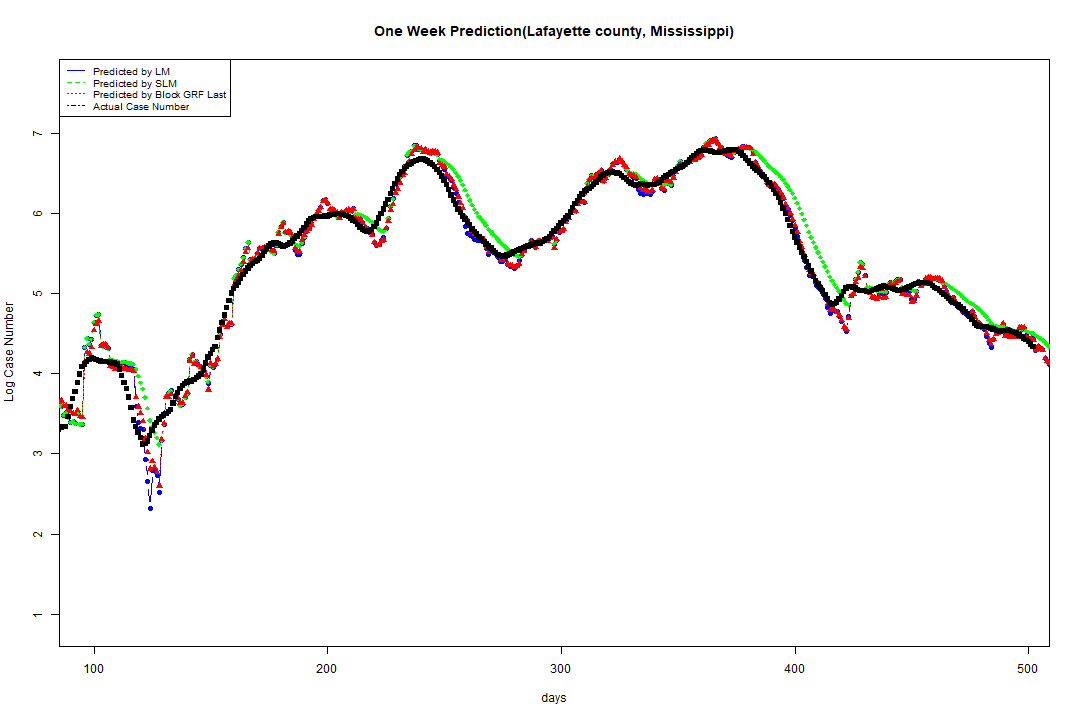 One Week Prediction(Lafayette county, Mississippi)
Predicted by LM
Predicted by SLM
Predicted by Block GRF Last
Actual Case Number
Log Case Number
7
6
5
4
3
2
1
100 200 300 400 500
days